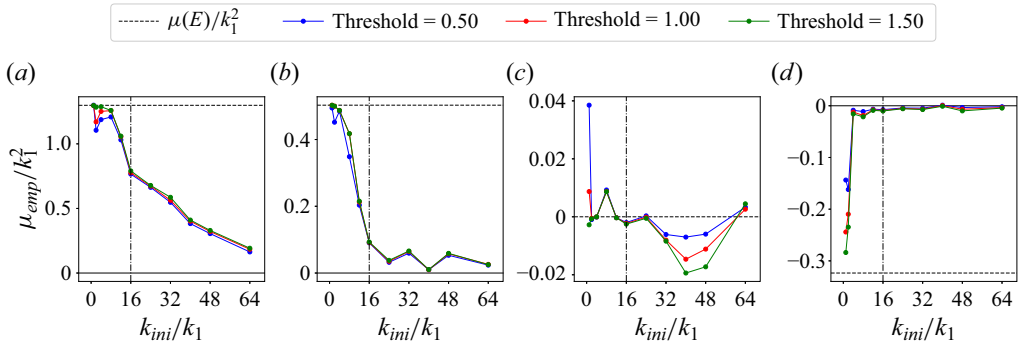 μ(E)/k₁² Threshold = 0.50 Threshold = 1.00 Threshold = 1.50
(a) (b) (c) (d)
μ_emp/k₁²
1.0
0.5
0
0 16 32 48 64
k_ini/k₁
0.4
0.2
0
0 16 32 48 64
k_ini/k₁
0.04
0.02
0
−0.02
0 16 32 48 64
k_ini/k₁
0
−0.1
−0.2
−0.3
0 16 32 48 64
k_ini/k₁